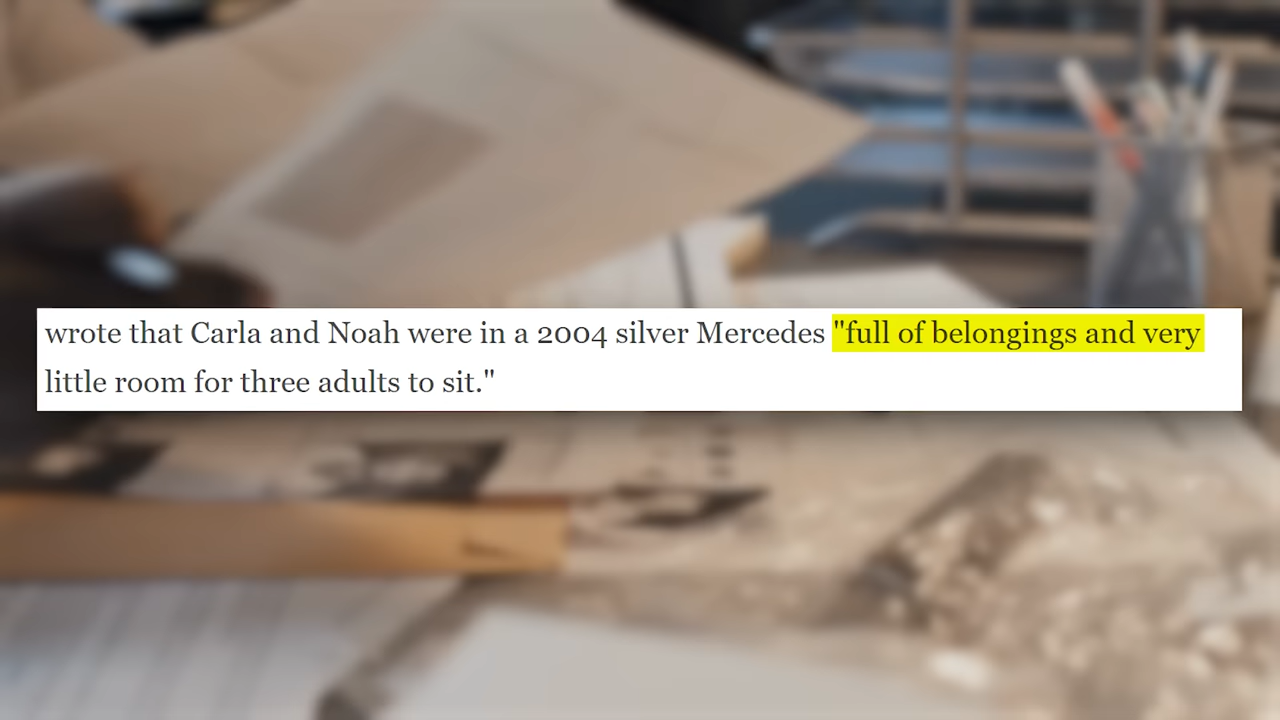 wrote that Carla and Noah were in a 2004 silver Mercedes "full of belongings and very
little room for three adults to sit."